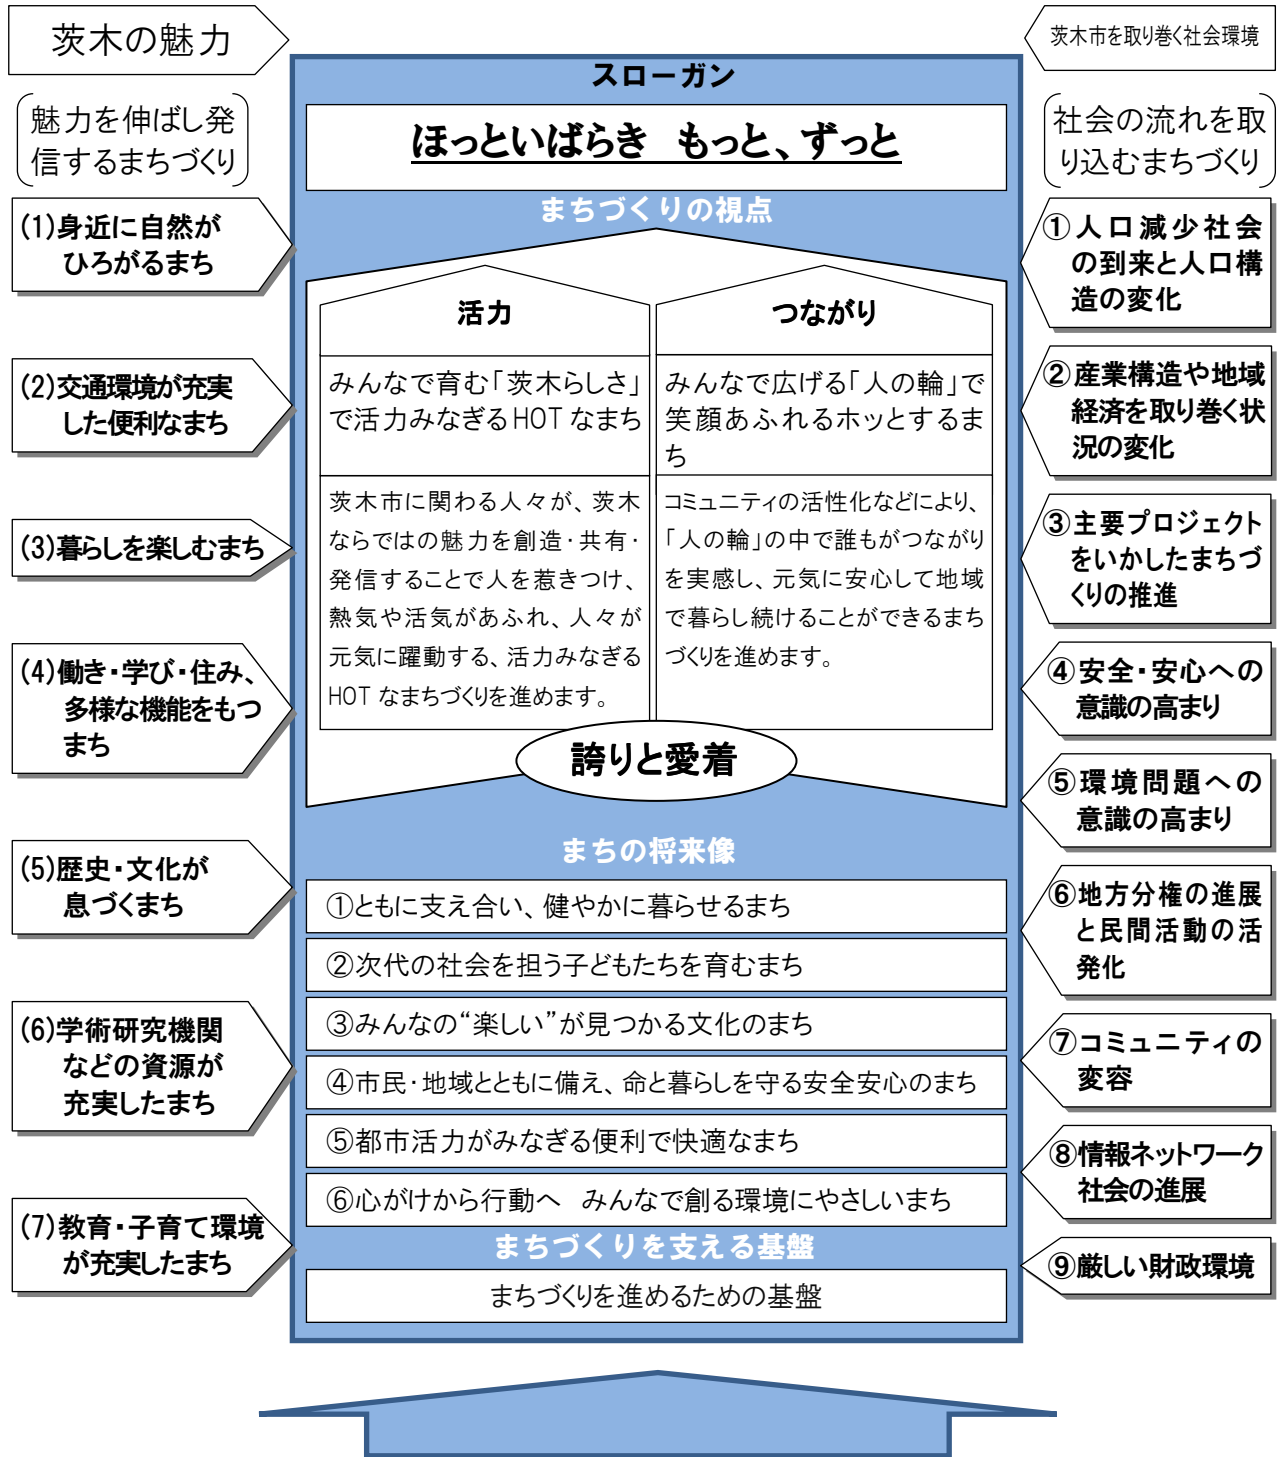 茨木の魅力
魅力を伸ばし発
信するまちづくり
(1)身近に自然が
ひろがるまち
(2)交通環境が充実
した便利なまち
(3)暮らしを楽しむまち
(4)働き・学び・住み、
多様な機能をもつ
まち
(5)歴史・文化が
息づくまち
(6)学術研究機関
などの資源が
充実したまち
(7)教育・子育て環境
が充実したまち
スローガン
ほっといばらき　もっと、ずっと
まちづくりの視点
活力
みんなで育む「茨木らしさ」
で活力みなぎるHOTなまち
茨木市に関わる人々が、茨木
ならではの魅力を創造・共有・
発信することで人を惹きつけ、
熱気や活気があふれ、人々が
元気に躍動する、活力みなぎる
HOTなまちづくりを進めます。
つながり
みんなで広げる「人の輪」で
笑顔あふれるホッとするま
ち
コミュニティの活性化などにより、
「人の輪」の中で誰もがつながり
を実感し、元気に安心して地域
で暮らし続けることができるまち
づくりを進めます。
誇りと愛着
まちの将来像
①ともに支え合い、健やかに暮らせるまち
②次代の社会を担う子どもたちを育むまち
③みんなの“楽しい”が見つかる文化のまち
④市民・地域とともに備え、命と暮らしを守る安全安心のまち
⑤都市活力がみなぎる便利で快適なまち
⑥心がけから行動へ　みんなで創る環境にやさしいまち
まちづくりを支える基盤
まちづくりを進めるための基盤
茨木市を取り巻く社会環境
社会の流れを取
り込むまちづくり
①人口減少社会
の到来と人口構
造の変化
②産業構造や地域
経済を取り巻く状
況の変化
③主要プロジェクト
をいかしたまちづ
くりの推進
④安全・安心への
意識の高まり
⑤環境問題への
意識の高まり
⑥地方分権の進展
と民間活動の活
発化
⑦コミュニティの
変容
⑧情報ネットワーク
社会の進展
⑨厳しい財政環境